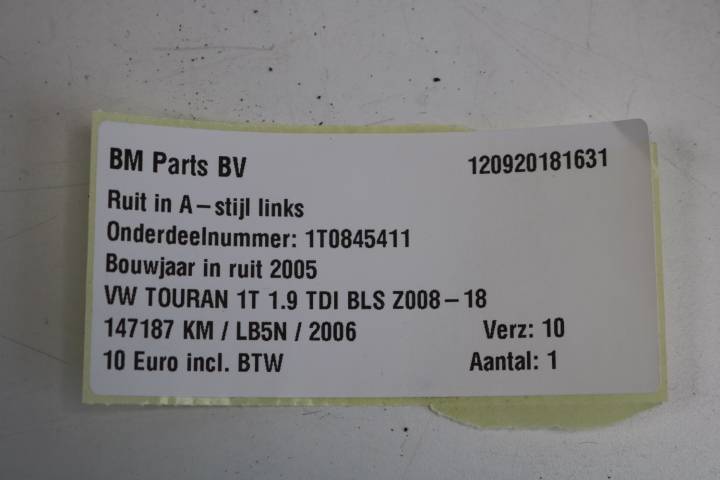 BM Parts BV 120920181631
Ruit in A-stijl links
Onderdeelnummer: 1T0845411
Bouwjaar in ruit 2005
VW TOURAN 1T 1.9 TDI BLS Z008-18
147187 KM / LB5N / 2006 Verz: 10
10 Euro incl. BTW Aantal: 1